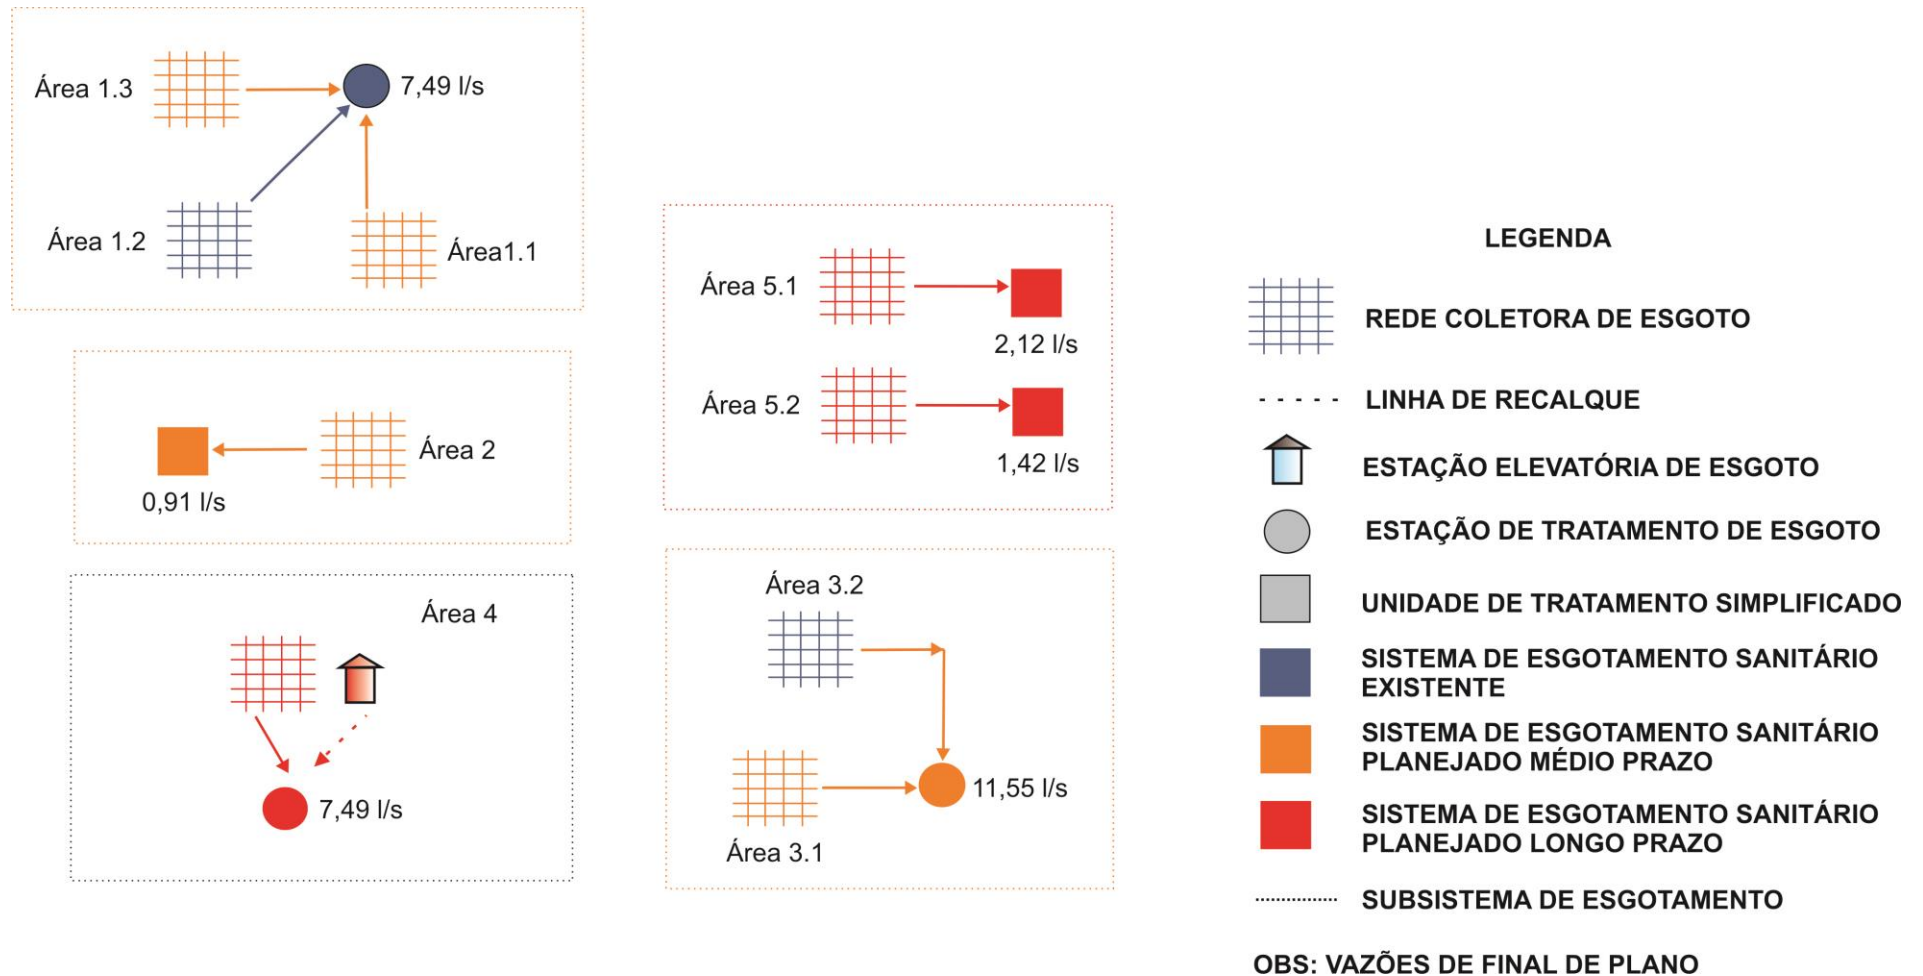 Área 1.3
7,49 l/s
Área 1.2
Área1.1
Área 2
0,91 l/s
Área 4
7,49 l/s
Área 5.1
2,12 l/s
Área 5.2
1,42 l/s
Área 3.2
11,55 l/s
Área 3.1
LEGENDA
REDE COLETORA DE ESGOTO
LINHA DE RECALQUE
ESTAÇÃO ELEVATÓRIA DE ESGOTO
ESTAÇÃO DE TRATAMENTO DE ESGOTO
UNIDADE DE TRATAMENTO SIMPLIFICADO
SISTEMA DE ESGOTAMENTO SANITÁRIO
EXISTENTE
SISTEMA DE ESGOTAMENTO SANITÁRIO
PLANEJADO MÉDIO PRAZO
SISTEMA DE ESGOTAMENTO SANITÁRIO
PLANEJADO LONGO PRAZO
SUBSISTEMA DE ESGOTAMENTO
OBS: VAZÕES DE FINAL DE PLANO